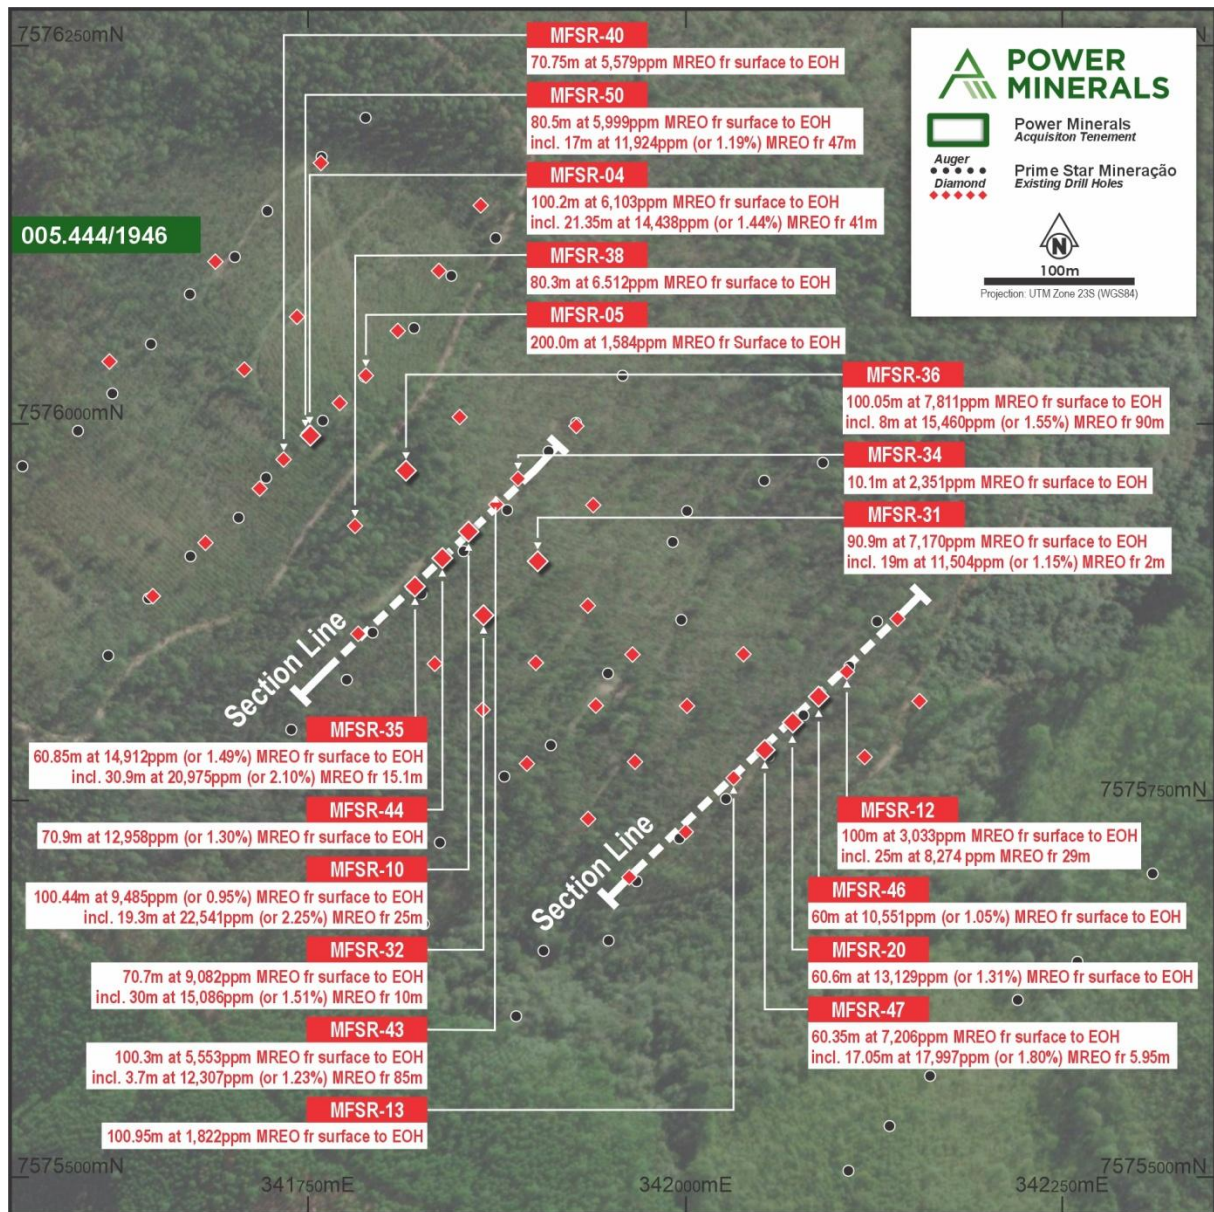 7576250mN
MFSR-40
70.75m at 5,579ppm MREO fr surface to EOH
MFSR-50
80.5m at 5,999ppm MREO fr surface to EOH
incl. 17m at 11,924ppm (or 1.19%) MREO fr 47m
MFSR-04
100.2m at 6,103ppm MREO fr surface to EOH
incl. 21.35m at 14,438ppm (or 1.44%) MREO fr 41m
MFSR-38
80.3m at 6.512ppm MREO fr surface to EOH
MFSR-05
200.0m at 1,584ppm MREO fr Surface to EOH
POWER
MINERALS
Power Minerals
Acquisiton Tenement
Auger
Diamond
Prime Star Mineração
Existing Drill Holes
N
100m
Projection: UTM Zone 23S (WGS84)
005.444/1946
MFSR-36
100.05m at 7,811ppm MREO fr surface to EOH
incl. 8m at 15,460ppm (or 1.55%) MREO fr 90m
MFSR-34
10.1m at 2,351ppm MREO fr surface to EOH
MFSR-31
90.9m at 7,170ppm MREO fr surface to EOH
incl. 19m at 11,504ppm (or 1.15%) MREO fr 2m
7576000mN
Section Line
MFSR-35
60.85m at 14,912ppm (or 1.49%) MREO fr surface to EOH
incl. 30.9m at 20,975ppm (or 2.10%) MREO fr 15.1m
MFSR-44
70.9m at 12,958ppm (or 1.30%) MREO fr surface to EOH
MFSR-10
100.44m at 9,485ppm (or 0.95%) MREO fr surface to EOH
incl. 19.3m at 22,541ppm (or 2.25%) MREO fr 25m
MFSR-32
70.7m at 9,082ppm MREO fr surface to EOH
incl. 30m at 15,086ppm (or 1.51%) MREO fr 10m
MFSR-43
100.3m at 5,553ppm MREO fr surface to EOH
incl. 3.7m at 12,307ppm (or 1.23%) MREO fr 85m
MFSR-13
100.95m at 1,822ppm MREO fr surface to EOH
Section Line
7575750mN
MFSR-12
100m at 3,033ppm MREO fr surface to EOH
incl. 25m at 8,274 ppm MREO fr 29m
MFSR-46
60m at 10,551ppm (or 1.05%) MREO fr surface to EOH
MFSR-20
60.6m at 13,129ppm (or 1.31%) MREO fr surface to EOH
MFSR-47
60.35m at 7,206ppm MREO fr surface to EOH
incl. 17.05m at 17,997ppm (or 1.80%) MREO fr 5.95m
7575500mN
7575500mN
341750mE
342000mE
342250mE